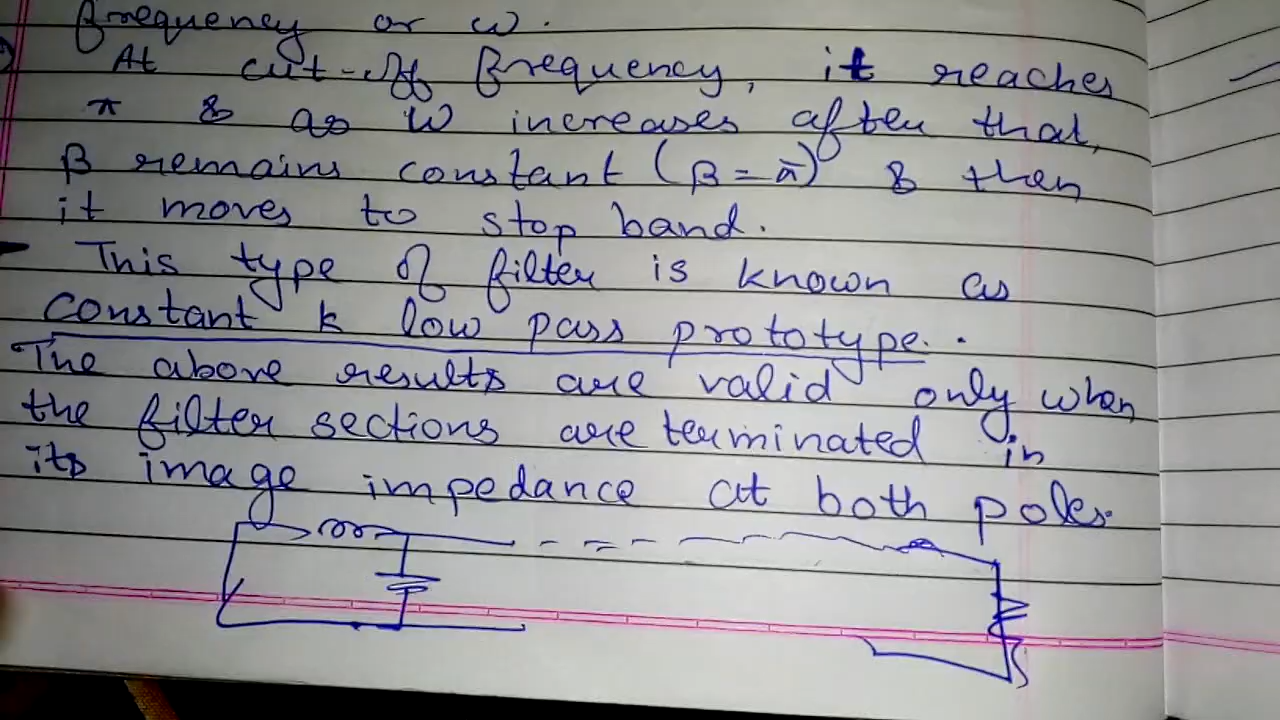 frequency or ω.
At cut-off frequency, it reaches
π & as ω increases after that,
β remains constant (β = π) & then
it moves to stop band.
This type of filter is known as
constant k low pass prototype.
The above results are valid only when
the filter sections are terminated in
its image impedance at both poles.